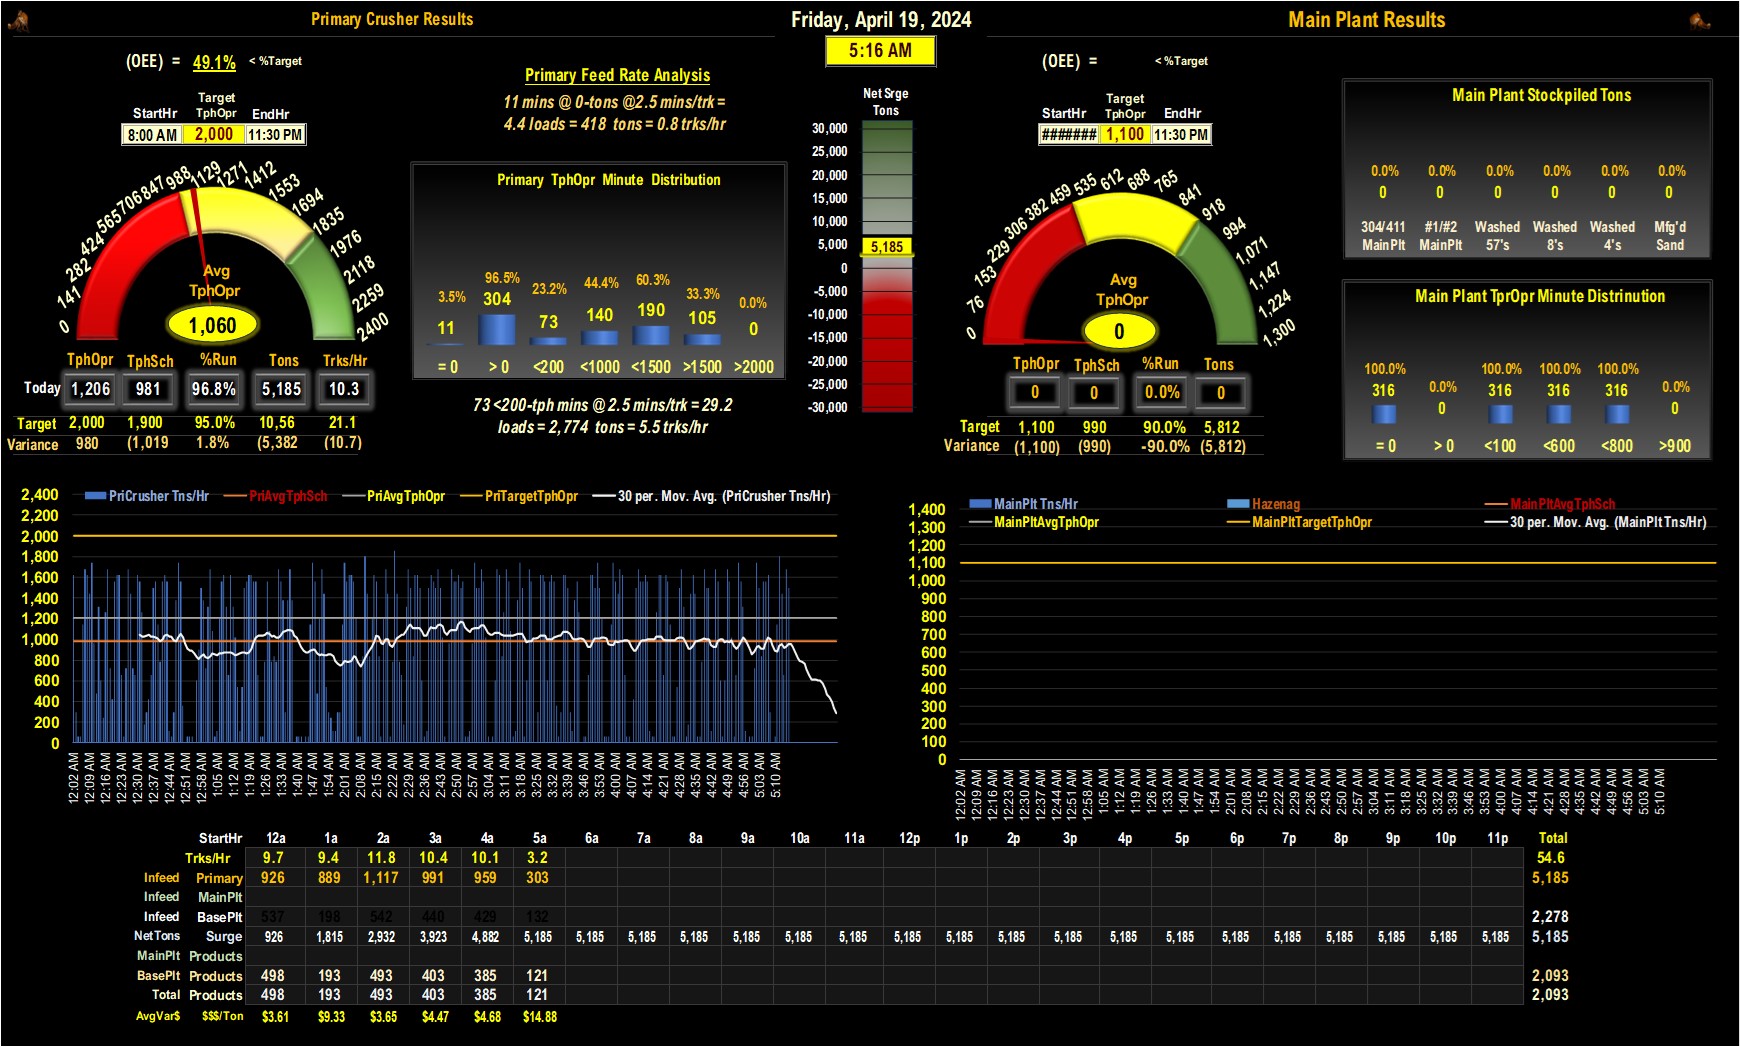 Primary Crusher Results
Friday, April 19, 2024
Main Plant Results
5:16 AM
(OEE) = 49.1% < %Target
StartHr Target TphOpr EndHr
8:00 AM 2,000 11:30 PM
0 141 282 424 565 706 847 988 1129 1271 1412 1553 1694 1835 1976 2118 2259 2400
Avg
TphOpr
1,060
TphOpr TphSch %Run Tons Trks/Hr
Today 1,206 981 96.8% 5,185 10.3
Target 2,000 1,900 95.0% 10,56 21.1
Variance 980 (1,019 1.8% (5,382 (10.7)
Primary Feed Rate Analysis
11 mins @ 0-tons @2.5 mins/trk =
4.4 loads = 418 tons = 0.8 trks/hr
Primary TphOpr Minute Distribution
3.5% 96.5% 23.2% 44.4% 60.3% 33.3% 0.0%
11 304 73 140 190 105 0
= 0 > 0 <200 <1000 <1500 >1500 >2000
73 <200-tph mins @ 2.5 mins/trk = 29.2
loads = 2,774 tons = 5.5 trks/hr
Net Srge
Tons
30,000
25,000
20,000
15,000
10,000
5,000
5,185
0
-5,000
-10,000
-15,000
-20,000
-25,000
-30,000
(OEE) = < %Target
StartHr Target TphOpr EndHr
####### 1,100 11:30 PM
0 76 153 229 306 382 459 535 612 688 765 841 918 994 1,071 1,147 1,224 1,300
Avg
TphOpr
0
TphOpr TphSch %Run Tons
0 0 0.0% 0
Target 1,100 990 90.0% 5,812
Variance (1,100) (990) -90.0% (5,812)
Main Plant Stockpiled Tons
0.0% 0.0% 0.0% 0.0% 0.0% 0.0%
0 0 0 0 0 0
304/411 #1/#2 Washed Washed Washed Mfg'd
MainPlt MainPlt 57's 8's 4's Sand
Main Plant TprOpr Minute Distrinution
100.0% 0.0% 100.0% 100.0% 100.0% 0.0%
316 0 316 316 316 0
= 0 > 0 <100 <600 <800 >900
PriCrusher Tns/Hr PriAvgTphSch PriAvgTphOpr PriTargetTphOpr 30 per. Mov. Avg. (PriCrusher Tns/Hr)
2,400
2,200
2,000
1,800
1,600
1,400
1,200
1,000
800
600
400
200
0
12:02 AM 12:09 AM 12:16 AM 12:23 AM 12:30 AM 12:37 AM 12:44 AM 12:51 AM 12:58 AM 1:05 AM 1:12 AM 1:19 AM 1:26 AM 1:33 AM 1:40 AM 1:47 AM 1:54 AM 2:01 AM 2:08 AM 2:15 AM 2:22 AM 2:29 AM 2:36 AM 2:43 AM 2:50 AM 2:57 AM 3:04 AM 3:11 AM 3:18 AM 3:25 AM 3:32 AM 3:39 AM 3:46 AM 3:53 AM 4:00 AM 4:07 AM 4:14 AM 4:21 AM 4:28 AM 4:35 AM 4:42 AM 4:49 AM 4:56 AM 5:03 AM 5:10 AM
MainPlt Tns/Hr Hazenag MainPltAvgTphSch
MainPltAvgTphOpr MainPltTargetTphOpr 30 per. Mov. Avg. (MainPlt Tns/Hr)
1,400
1,300
1,200
1,100
1,000
900
800
700
600
500
400
300
200
100
0
12:02 AM 12:09 AM 12:16 AM 12:23 AM 12:30 AM 12:37 AM 12:44 AM 12:51 AM 12:58 AM 1:05 AM 1:12 AM 1:19 AM 1:26 AM 1:33 AM 1:40 AM 1:47 AM 1:54 AM 2:01 AM 2:08 AM 2:15 AM 2:22 AM 2:29 AM 2:36 AM 2:43 AM 2:50 AM 2:57 AM 3:04 AM 3:11 AM 3:18 AM 3:25 AM 3:32 AM 3:39 AM 3:46 AM 3:53 AM 4:00 AM 4:07 AM 4:14 AM 4:21 AM 4:28 AM 4:35 AM 4:42 AM 4:49 AM 4:56 AM 5:03 AM 5:10 AM
StartHr 12a 1a 2a 3a 4a 5a 6a 7a 8a 9a 10a 11a 12p 1p 2p 3p 4p 5p 6p 7p 8p 9p 10p 11p Total
Trks/Hr 9.7 9.4 11.8 10.4 10.1 3.2 54.6
Infeed Primary 926 889 1,117 991 959 303 5,185
Infeed MainPlt
Infeed BasePlt 537 198 542 440 429 132 2,278
NetTons Surge 926 1,815 2,932 3,923 4,882 5,185 5,185 5,185 5,185 5,185 5,185 5,185 5,185 5,185 5,185 5,185 5,185 5,185 5,185 5,185 5,185 5,185 5,185 5,185 5,185
MainPlt Products
BasePlt Products 498 193 493 403 385 121 2,093
Total Products 498 193 493 403 385 121 2,093
AvgVar$ $$$/Ton $3.61 $9.33 $3.65 $4.47 $4.68 $14.88